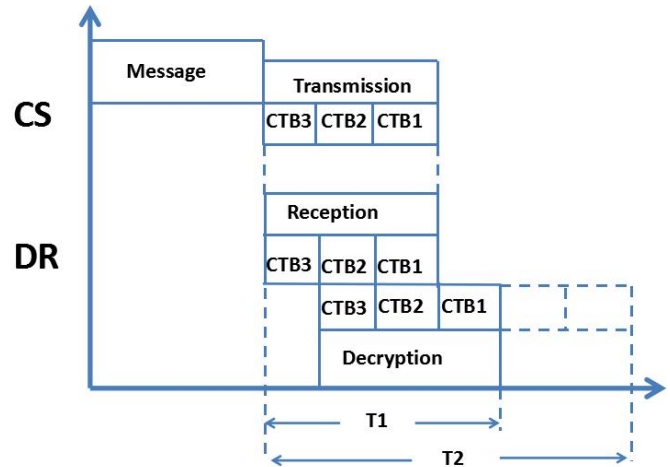 Message
Transmission
CS
CTB3 CTB2 CTB1
Reception
DR
CTB3 CTB2 CTB1
CTB3 CTB2 CTB1
Decryption
T1
T2